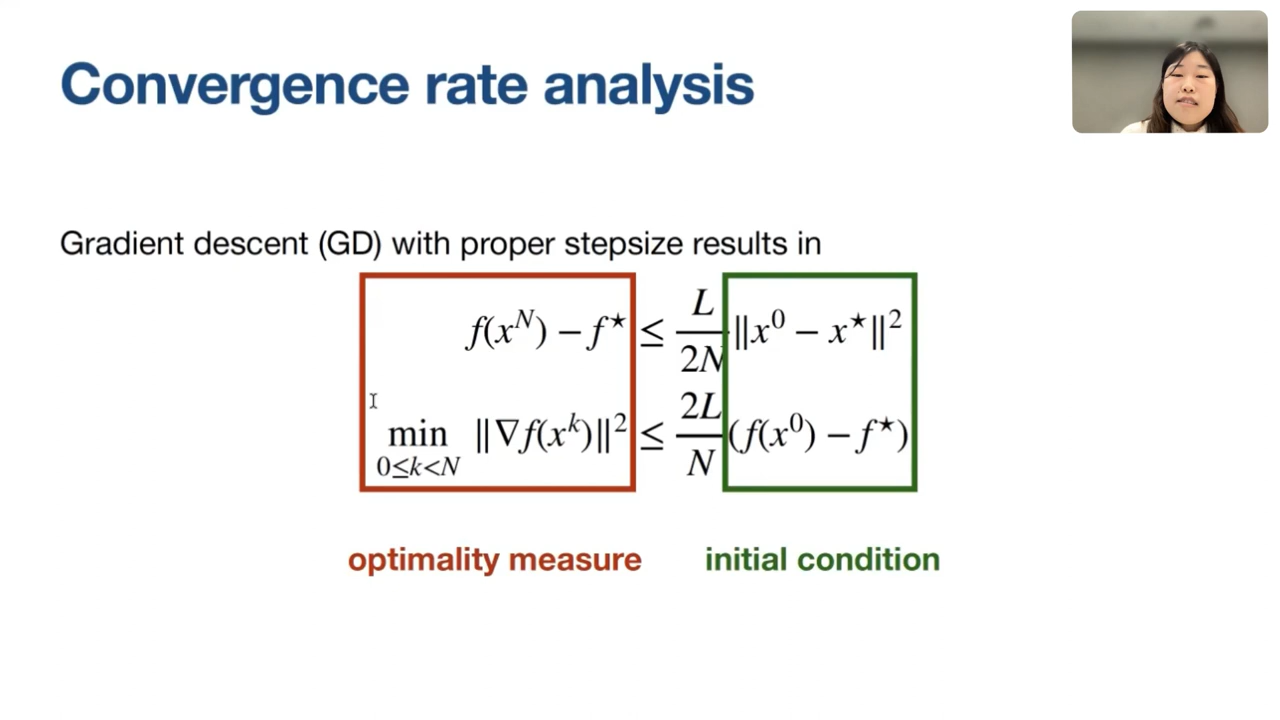 Convergence rate analysis
Gradient descent (GD) with proper stepsize results in
f(x^N) − f^⋆ ≤ L/2N ‖x^0 − x^⋆‖^2
min_{0≤k<N} ‖∇f(x^k)‖^2 ≤ 2L/N (f(x^0) − f^⋆)
optimality measure initial condition